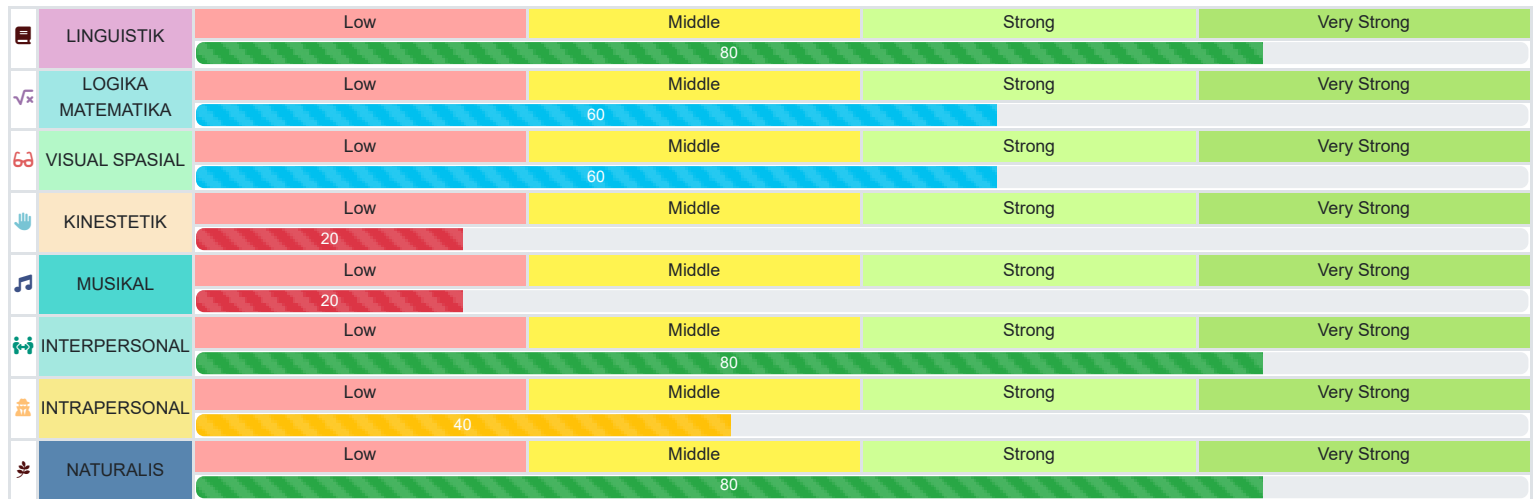 LINGUISTIK
Low Middle Strong Very Strong
80
LOGIKA
MATEMATIKA
Low Middle Strong Very Strong
60
VISUAL SPASIAL
Low Middle Strong Very Strong
60
KINESTETIK
Low Middle Strong Very Strong
20
MUSIKAL
Low Middle Strong Very Strong
20
INTERPERSONAL
Low Middle Strong Very Strong
80
INTRAPERSONAL
Low Middle Strong Very Strong
40
NATURALIS
Low Middle Strong Very Strong
80